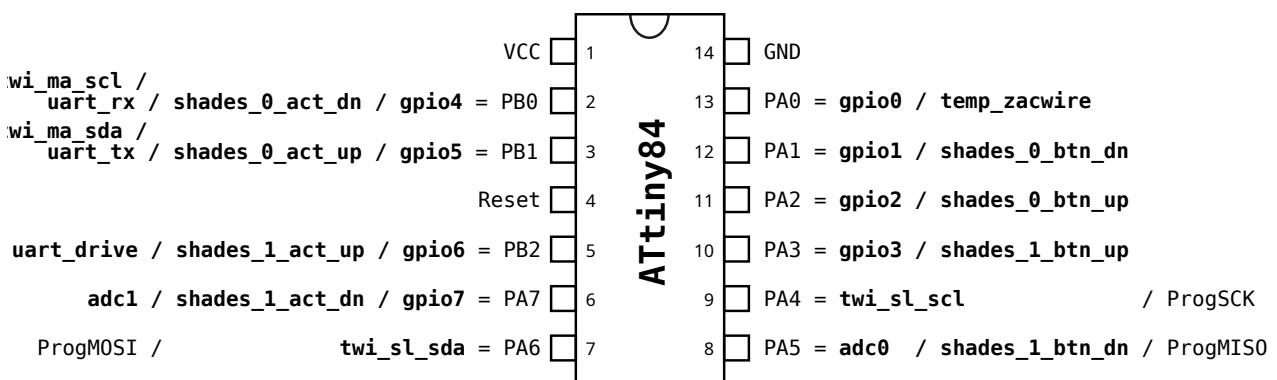 VCC 1 14 GND
wi_ma_scl /
uart_rx / shades_0_act_dn / gpio4 = PB0 2 13 PA0 = gpio0 / temp_zacwire
wi_ma_sda /
uart_tx / shades_0_act_up / gpio5 = PB1 3 12 PA1 = gpio1 / shades_0_btn_dn
Reset 4 11 PA2 = gpio2 / shades_0_btn_up
uart_drive / shades_1_act_up / gpio6 = PB2 5 10 PA3 = gpio3 / shades_1_btn_up
adc1 / shades_1_act_dn / gpio7 = PA7 6 9 PA4 = twi_sl_scl / ProgSCK
ProgMOSI / twi_sl_sda = PA6 7 8 PA5 = adc0 / shades_1_btn_dn / ProgMISO
ATtiny84